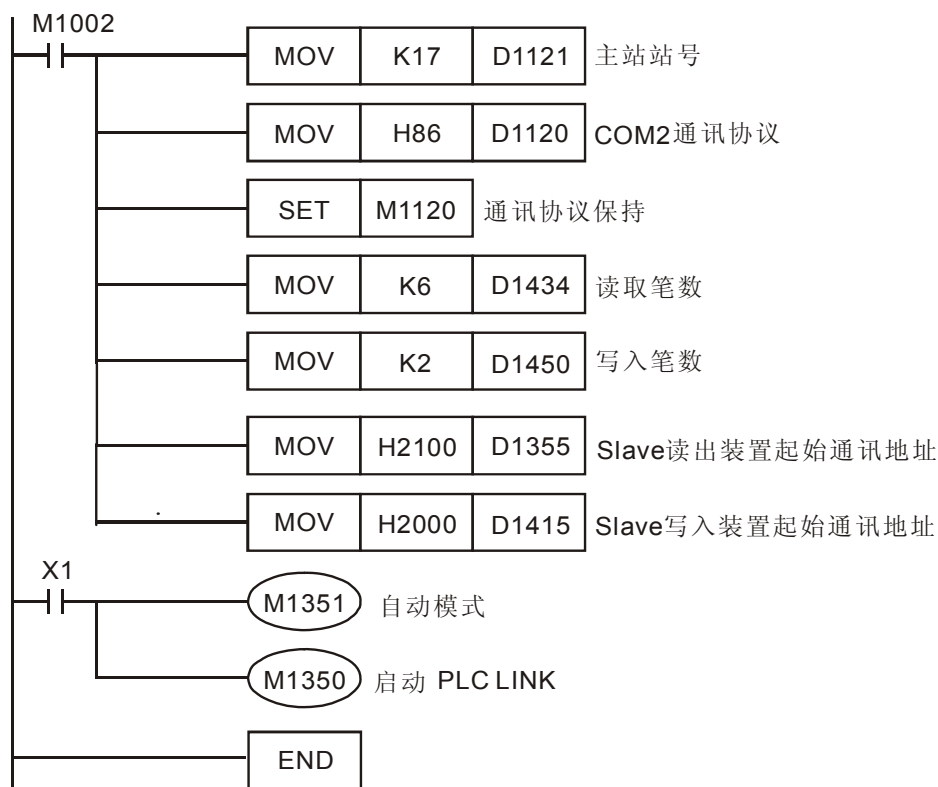 M1002
MOV K17 D1121 主站站号
MOV H86 D1120 COM2通讯协议
SET M1120 通讯协议保持
MOV K6 D1434 读取笔数
MOV K2 D1450 写入笔数
MOV H2100 D1355 Slave读出装置起始通讯地址
MOV H2000 D1415 Slave写入装置起始通讯地址
X1
M1351 自动模式
M1350 启动 PLC LINK
END